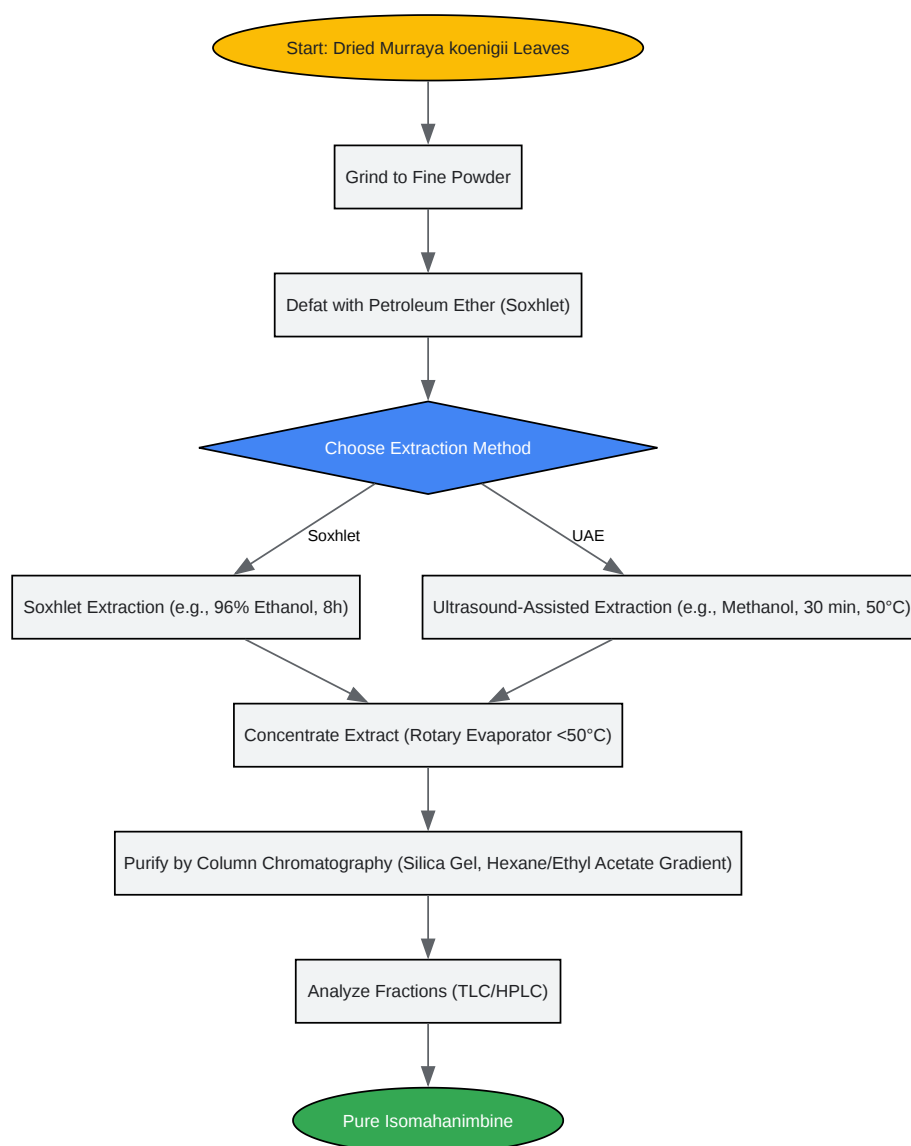 Start: Dried Murraya koenigii Leaves
Grind to Fine Powder
Defat with Petroleum Ether (Soxhlet)
Choose Extraction Method
Soxhlet
UAE
Soxhlet Extraction (e.g., 96% Ethanol, 8h)
Ultrasound-Assisted Extraction (e.g., Methanol, 30 min, 50°C)
Concentrate Extract (Rotary Evaporator <50°C)
Purify by Column Chromatography (Silica Gel, Hexane/Ethyl Acetate Gradient)
Analyze Fractions (TLC/HPLC)
Pure Isomahanimbine